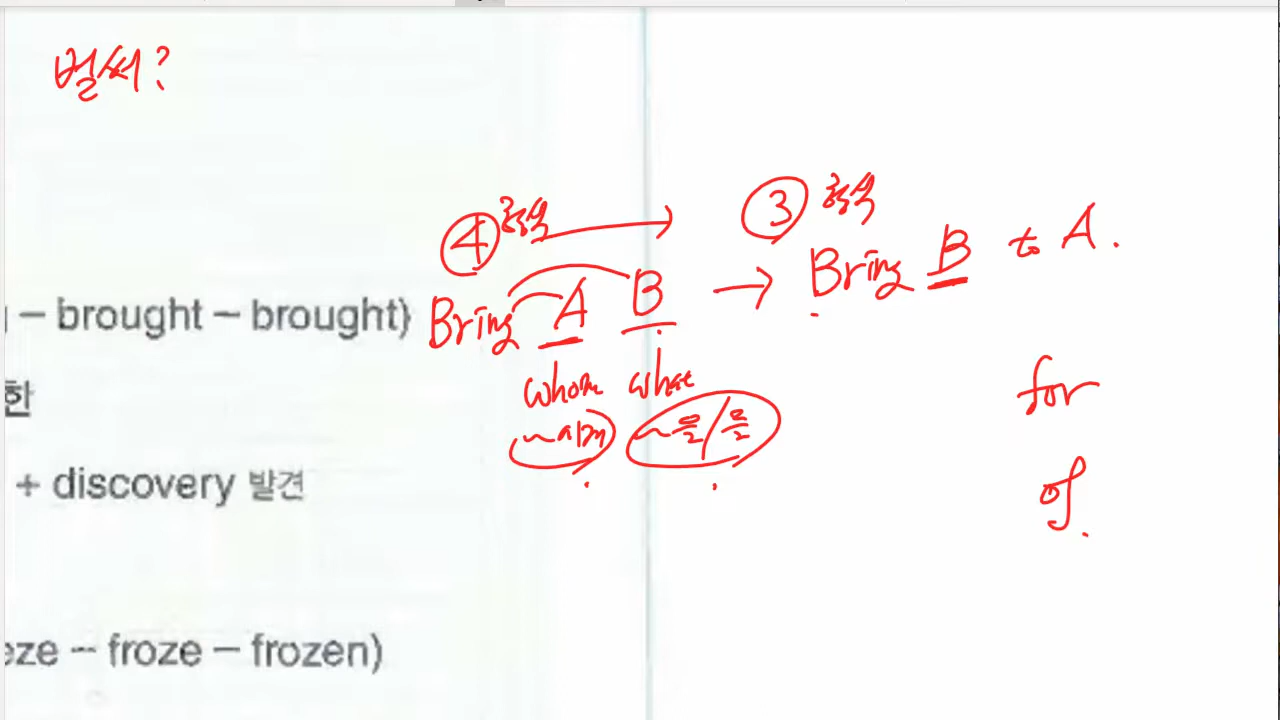 벌써?
④ 형식 → ③ 형식
Bring A B → Bring B to A.
– brought – brought)
whom what
for
한
~에게 ~을/를
+ discovery 발견
of
eze – froze – frozen)